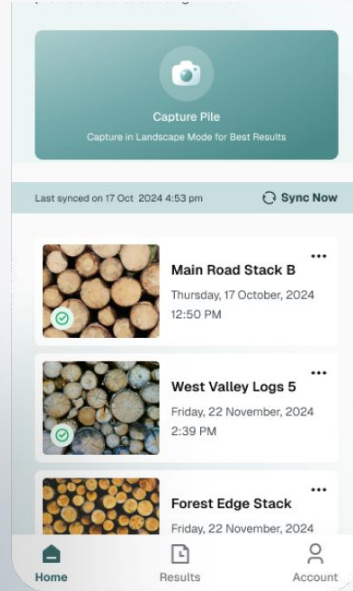 Capture Pile
Capture in Landscape Mode for Best Results
Last synced on 17 Oct 2024 4:53 pm
Sync Now
Main Road Stack B
Thursday, 17 October, 2024
12:50 PM
West Valley Logs 5
Friday, 22 November, 2024
2:39 PM
Forest Edge Stack
Friday, 22 November, 2024
Home
Results
Account